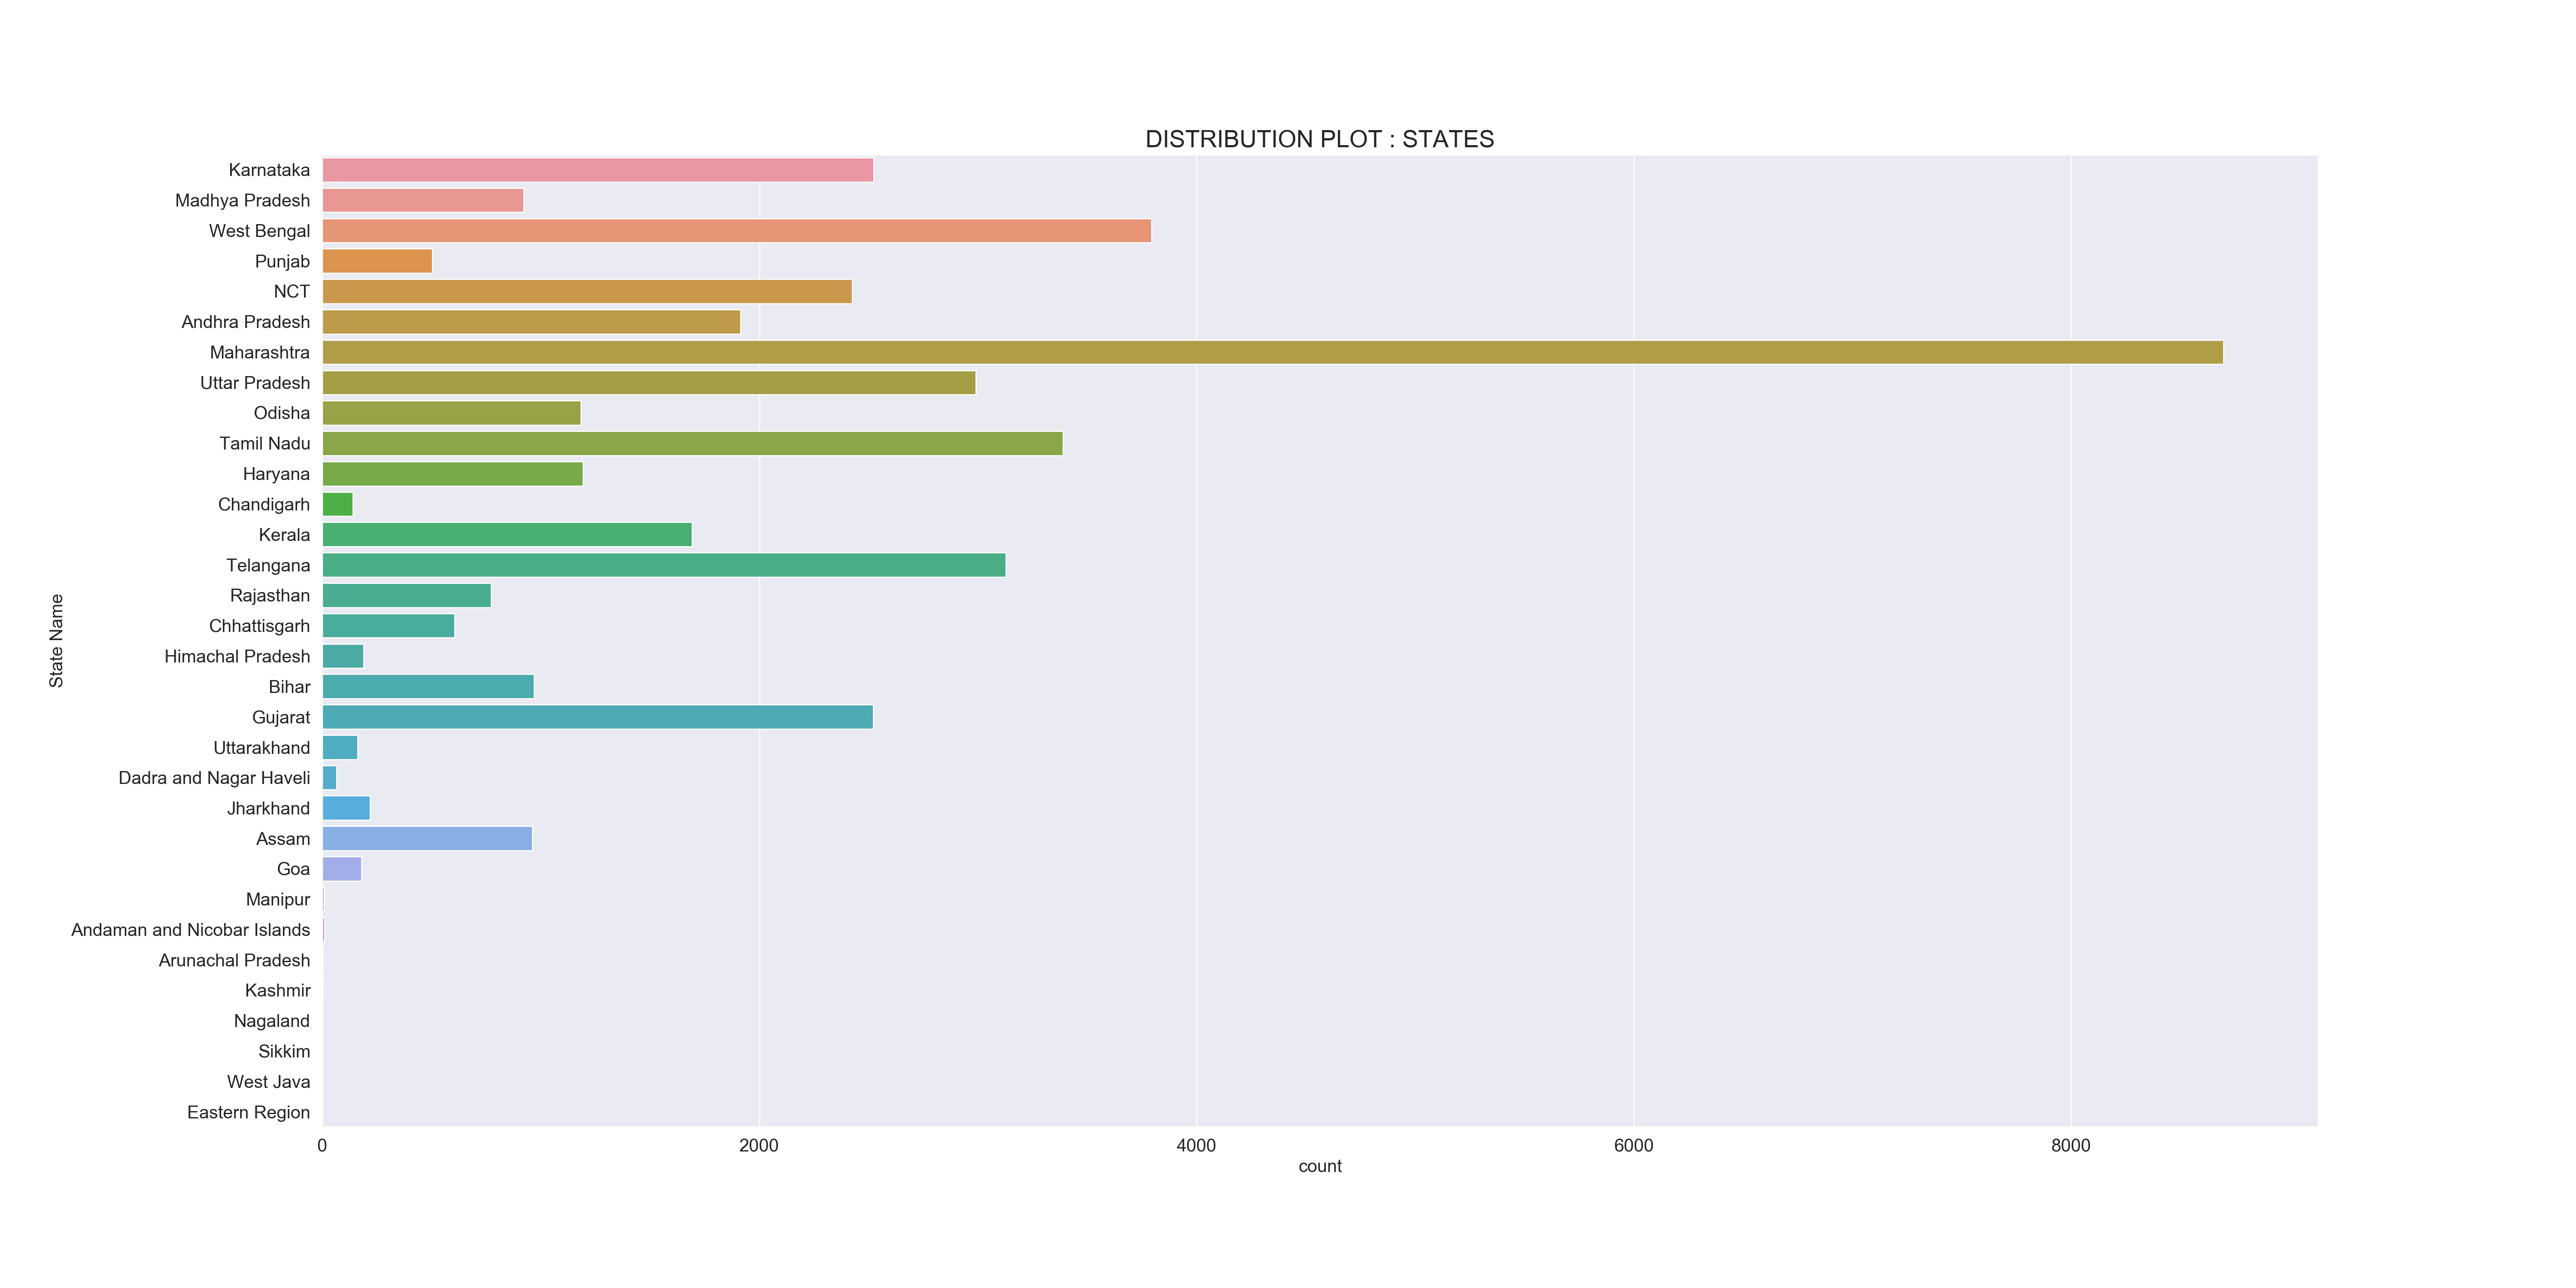 DISTRIBUTION PLOT : STATES
Karnataka
Madhya Pradesh
West Bengal
Punjab
NCT
Andhra Pradesh
Maharashtra
Uttar Pradesh
Odisha
Tamil Nadu
Haryana
Chandigarh
Kerala
Telangana
Rajasthan
Chhattisgarh
Himachal Pradesh
Bihar
Gujarat
Uttarakhand
Dadra and Nagar Haveli
Jharkhand
Assam
Goa
Manipur
Andaman and Nicobar Islands
Arunachal Pradesh
Kashmir
Nagaland
Sikkim
West Java
Eastern Region
State Name
0 2000 4000 6000 8000
count